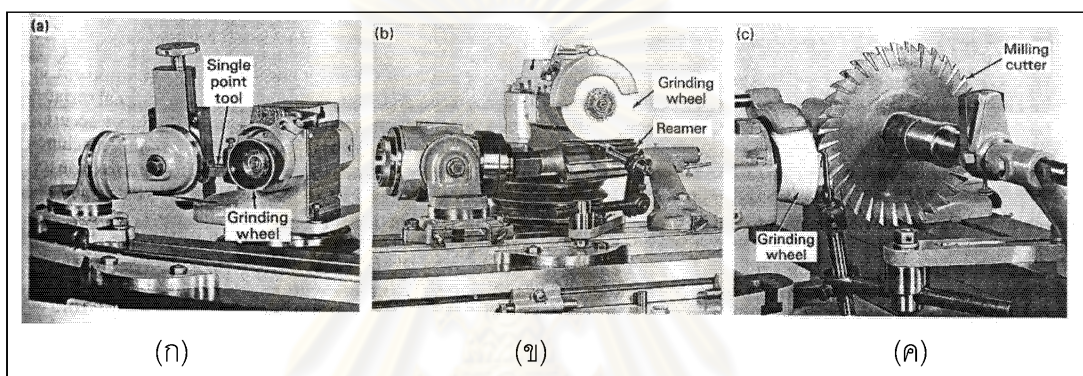 (a)
Single
point
tool
Grinding
wheel
(b)
Grinding
wheel
Reamer
(c)
Milling
cutter
Grinding
wheel
(ก)
(ข)
(ค)